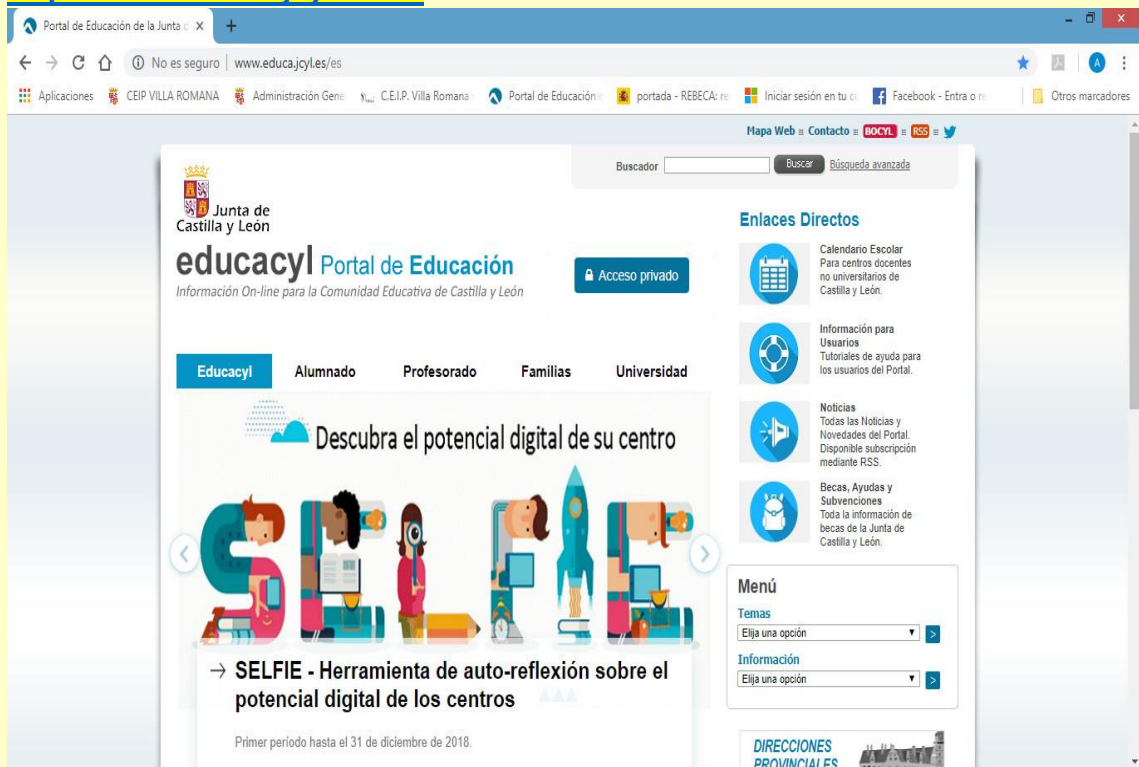 Portal de Educación de la Junta d
No es seguro | www.educa.jcyl.es/es
Aplicaciones
CEIP VILLA ROMANA
Administración Gene
C.E.I.P. Villa Romana
Portal de Educación
portada - REBECA: re
Iniciar sesión en tu cu
Facebook - Entra o re
Otros marcadores
Mapa Web :: Contacto :: BOCYL :: RSS ::
Buscador
Buscar
Búsqueda avanzada
Junta de
Castilla y León
educacyl Portal de Educación
Información On-line para la Comunidad Educativa de Castilla y León
Acceso privado
Educacyl
Alumnado
Profesorado
Familias
Universidad
Descubra el potencial digital de su centro
SELFIE
→ SELFIE - Herramienta de auto-reflexión sobre el
potencial digital de los centros
Primer período hasta el 31 de diciembre de 2018.
Enlaces Directos
Calendario Escolar
Para centros docentes
no universitarios de
Castilla y León.
Información para
Usuarios
Tutoriales de ayuda para
los usuarios del Portal.
Noticias
Todas las Noticias y
Novedades del Portal.
Disponible subscripción
mediante RSS.
Becas, Ayudas y
Subvenciones
Toda la información de
becas de la Junta de
Castilla y León.
Menú
Temas
Elija una opción
Información
Elija una opción
DIRECCIONES
PROVINCIALES